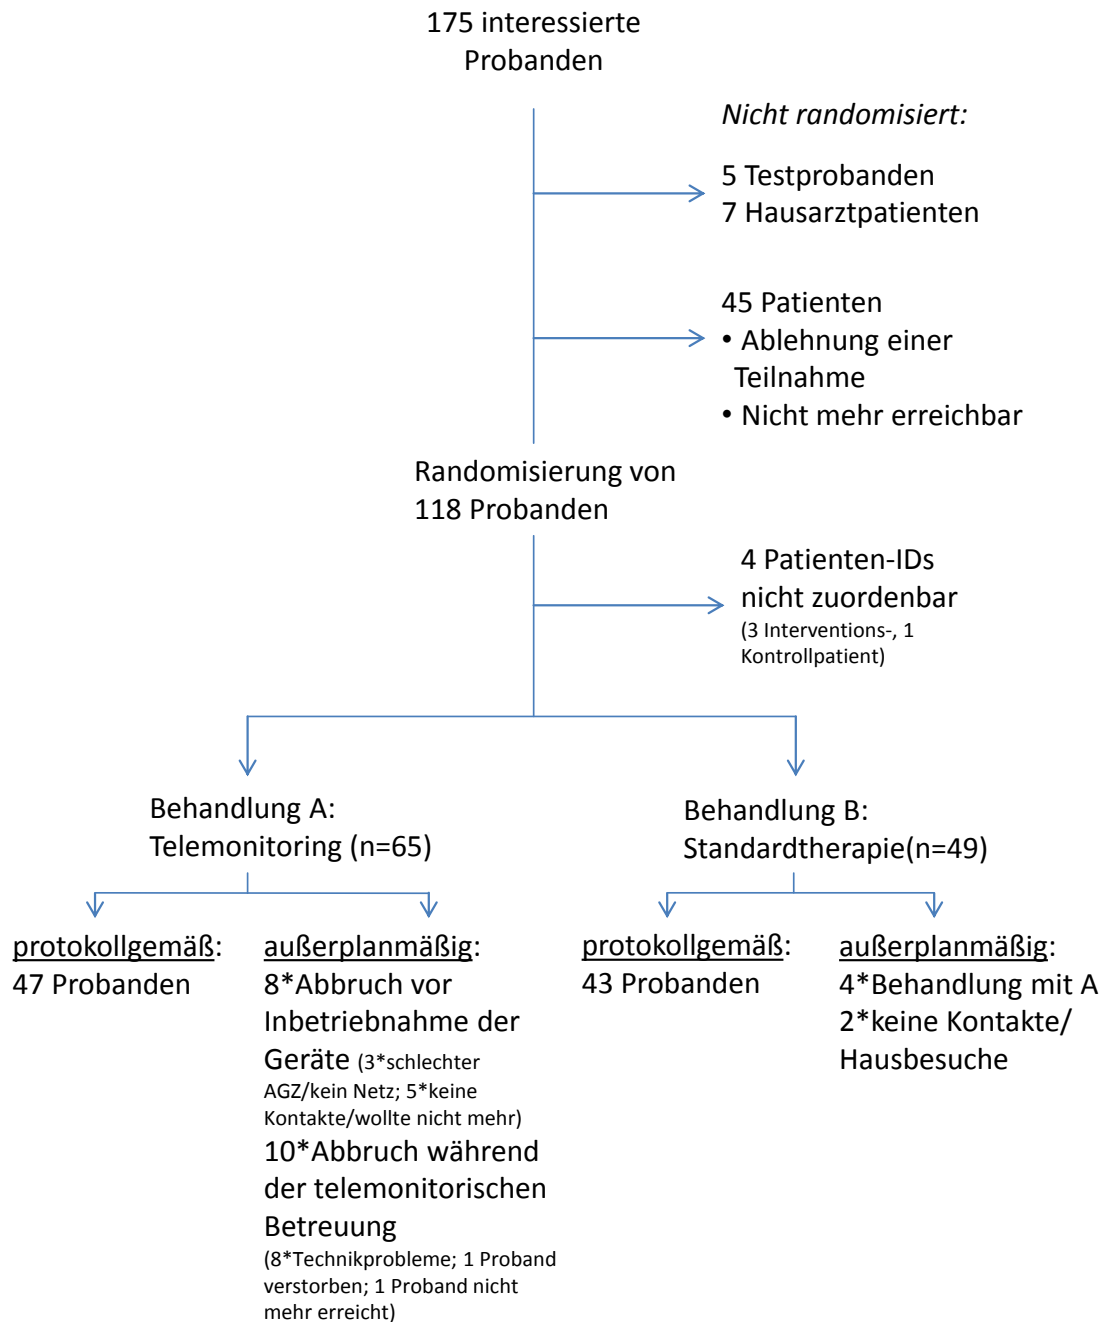 175 interessierte
Probanden
Nicht randomisiert:
5 Testprobanden
7 Hausarztpatienten
45 Patienten
• Ablehnung einer
Teilnahme
• Nicht mehr erreichbar
Randomisierung von
118 Probanden
4 Patienten-IDs
nicht zuordenbar
(3 Interventions-, 1
Kontrollpatient)
Behandlung A:
Telemonitoring (n=65)
Behandlung B:
Standardtherapie(n=49)
protokollgemäß:
47 Probanden
außerplanmäßig:
8*Abbruch vor
Inbetriebnahme der
Geräte (3*schlechter
AGZ/kein Netz; 5*keine
Kontakte/wollte nicht mehr)
10*Abbruch während
der telemonitorischen
Betreuung
(8*Technikprobleme; 1 Proband
verstorben; 1 Proband nicht
mehr erreicht)
protokollgemäß:
43 Probanden
außerplanmäßig:
4*Behandlung mit A
2*keine Kontakte/
Hausbesuche